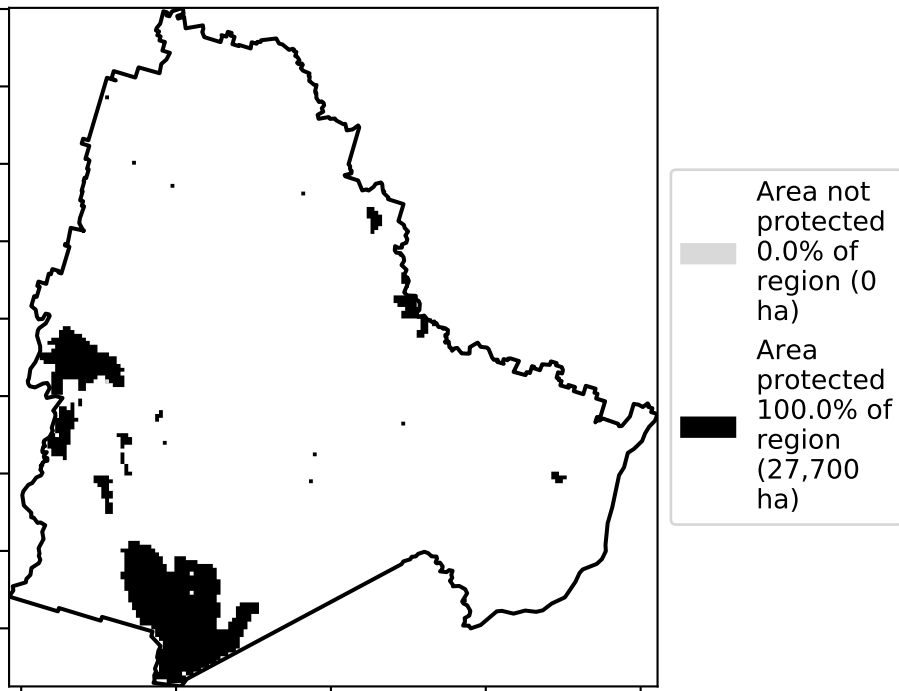 Area not
protected
0.0% of
region (0
ha)
Area
protected
100.0% of
region
(27,700
ha)